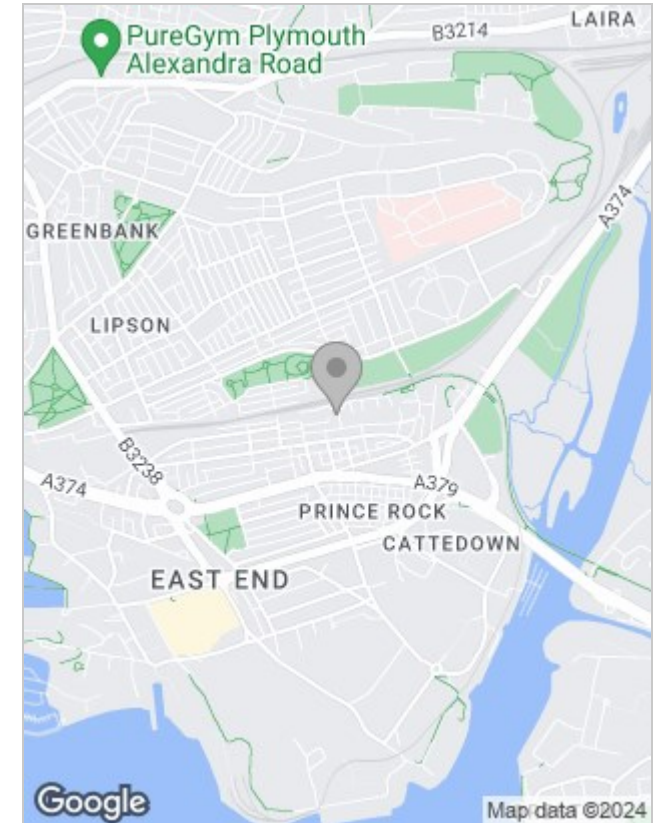 LAIRA
B3214
PureGym Plymouth
Alexandra Road
A374
GREENBANK
LIPSON
B3238
A374
A379
PRINCE ROCK
CATTEDOWN
EAST END
Google
Map data ©2024